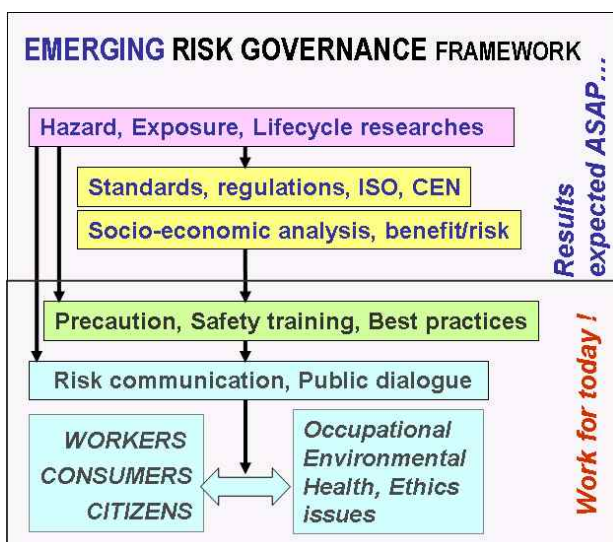 EMERGING RISK GOVERNANCE FRAMEWORK
Hazard, Exposure, Lifecycle researches
Standards, regulations, ISO, CEN
Socio-economic analysis, benefit/risk
Results
expected ASAP...
Precaution, Safety training, Best practices
Risk communication, Public dialogue
WORKERS
CONSUMERS
CITIZENS
Occupational
Environmental
Health, Ethics
issues
Work for today !